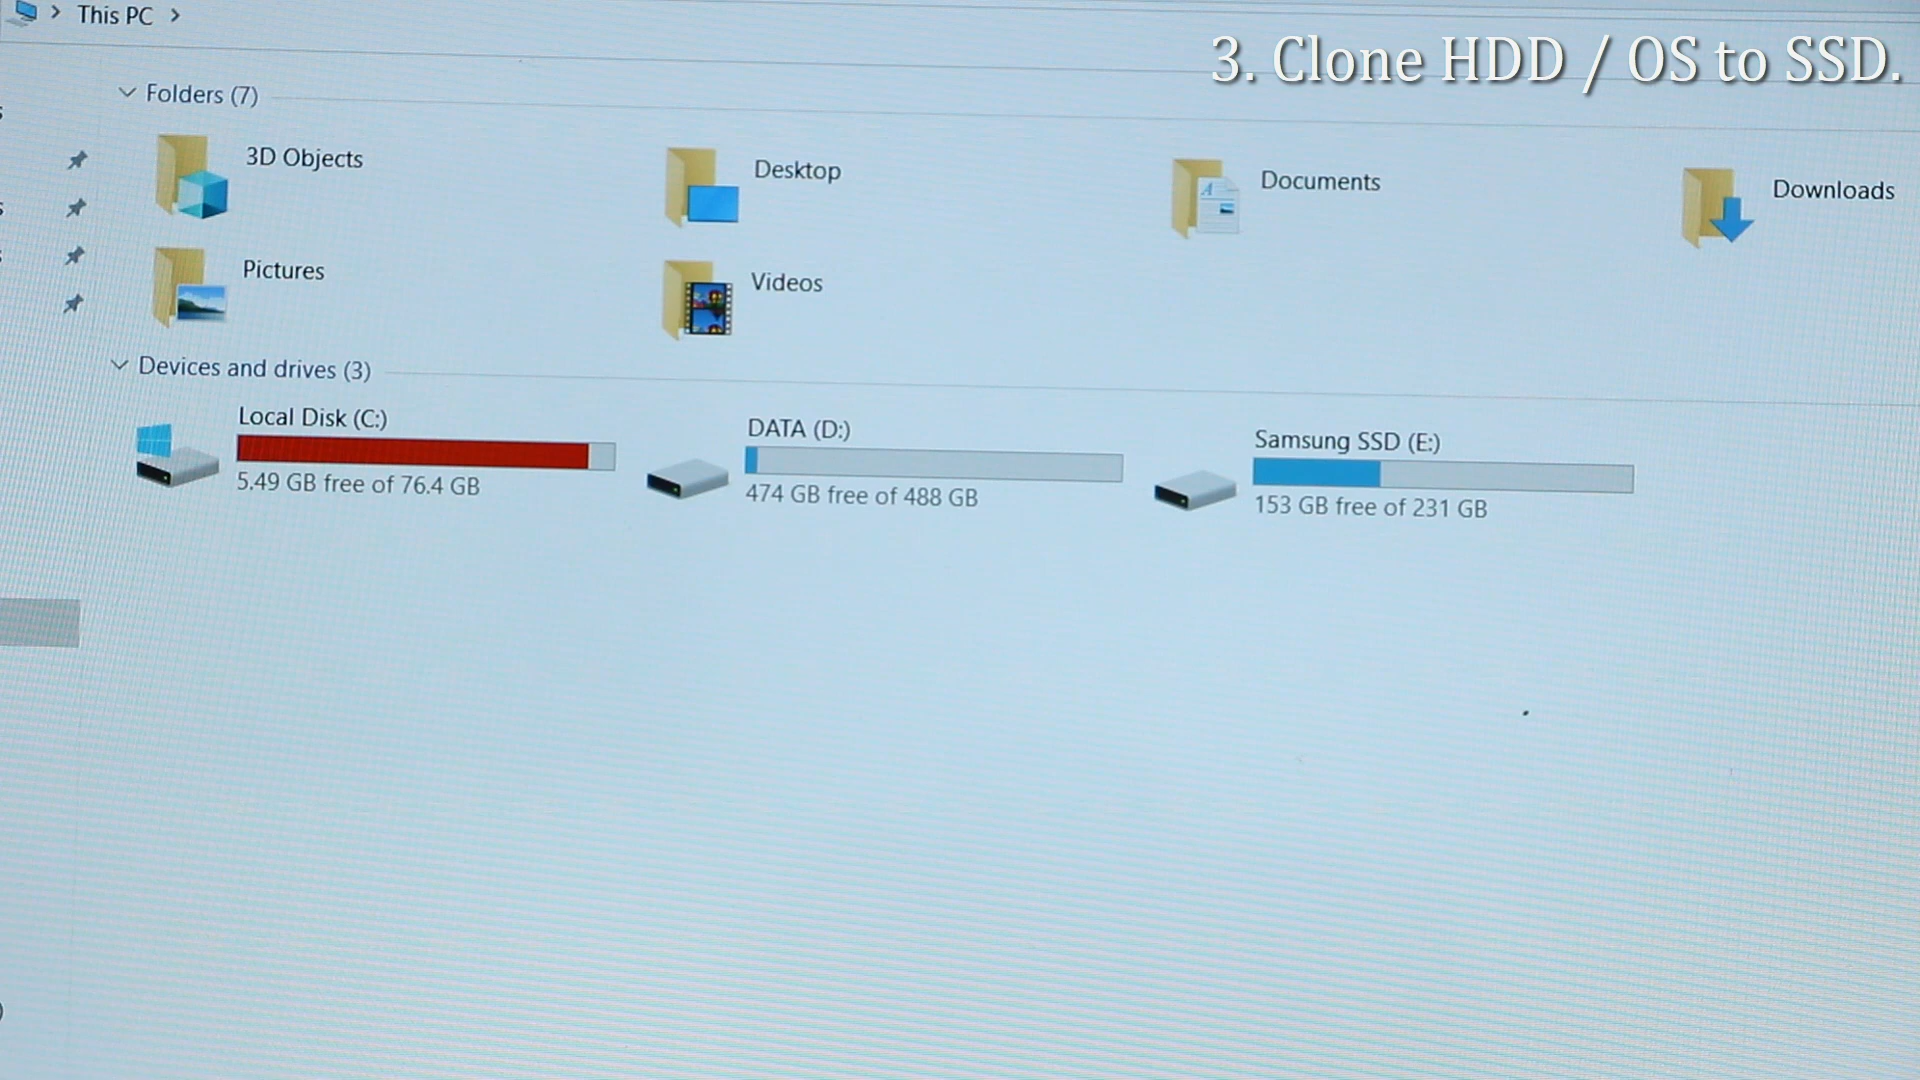 This PC
3. Clone HDD / OS to SSD.
Folders (7)
3D Objects
Desktop
Documents
Downloads
Pictures
Videos
Devices and drives (3)
Local Disk (C:)
5.49 GB free of 76.4 GB
DATA (D:)
474 GB free of 488 GB
Samsung SSD (E:)
153 GB free of 231 GB